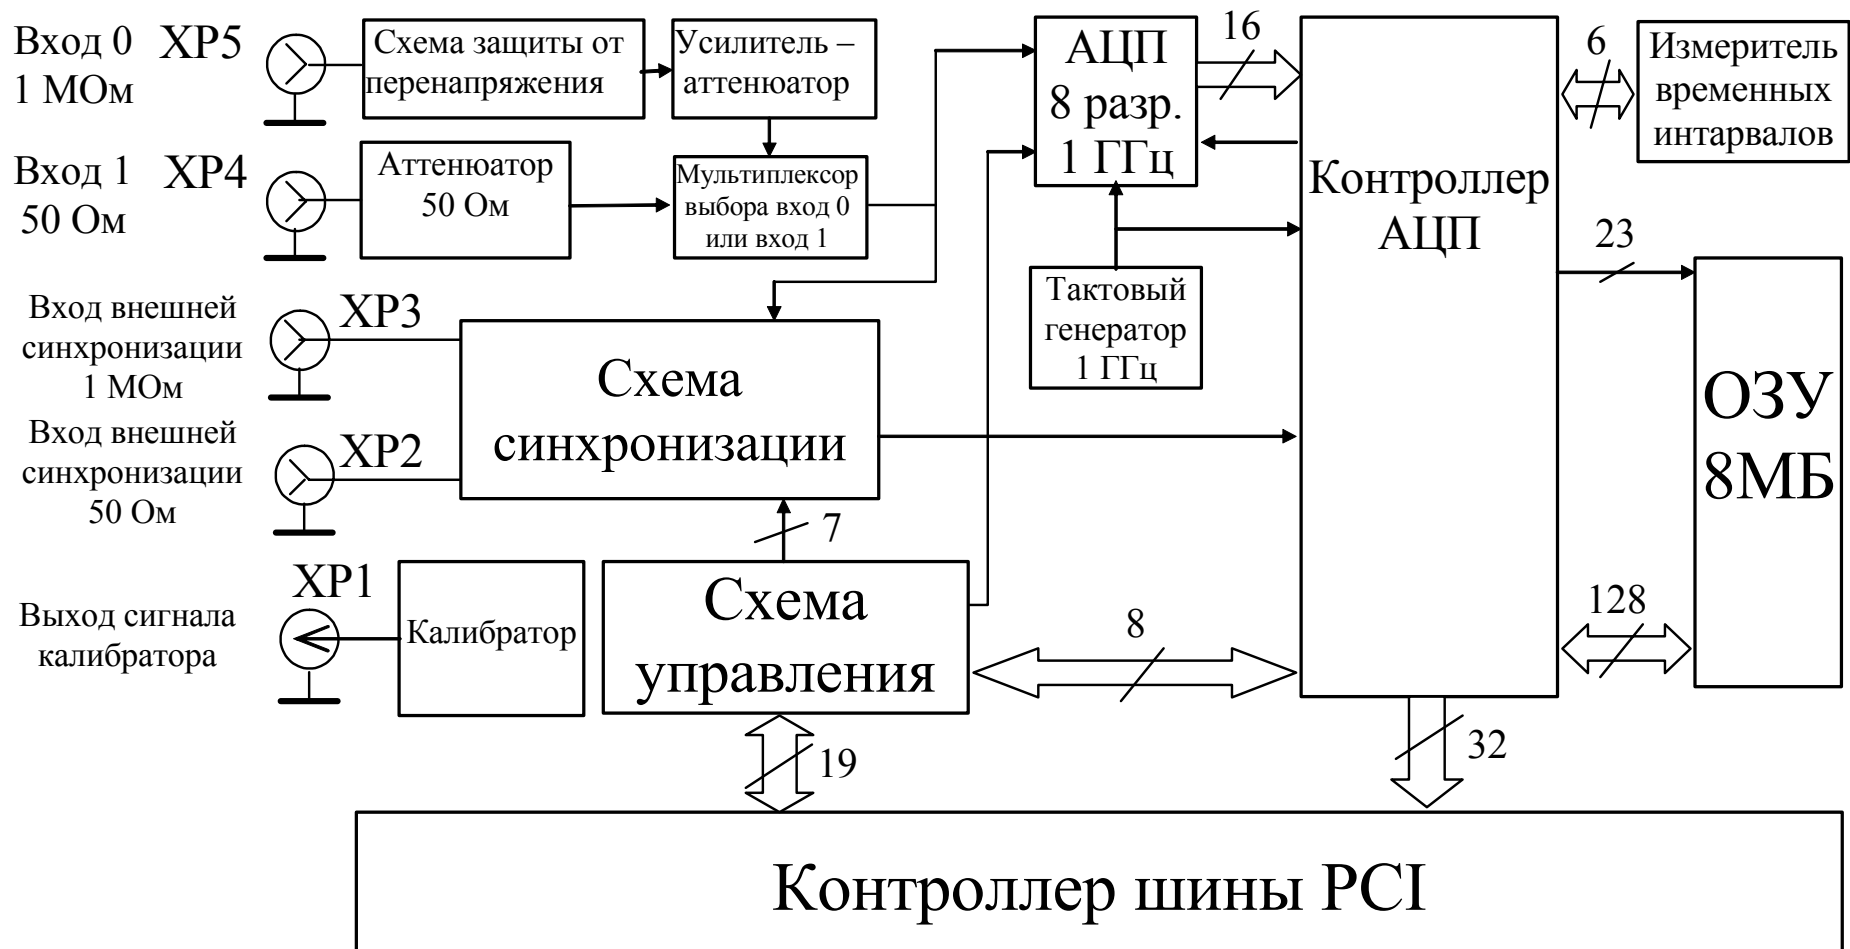 Вход 0
1 МОм
XP5
Схема защиты от
перенапряжения
Усилитель –
аттенюатор
АЦП
8 разр.
1 ГГц
16
Контроллер
АЦП
6
Измеритель
временных
интарвалов
Вход 1
50 Ом
XP4
Аттенюатор
50 Ом
Мультиплексор
выбора вход 0
или вход 1
23
Тактовый
генератор
1 ГГц
ОЗУ
8МБ
Вход внешней
синхронизации
1 МОм
XP3
Схема
синхронизации
Вход внешней
синхронизации
50 Ом
XP2
7
XP1
Выход сигнала
калибратора
Калибратор
Схема
управления
8
128
19
32
Контроллер шины PCI